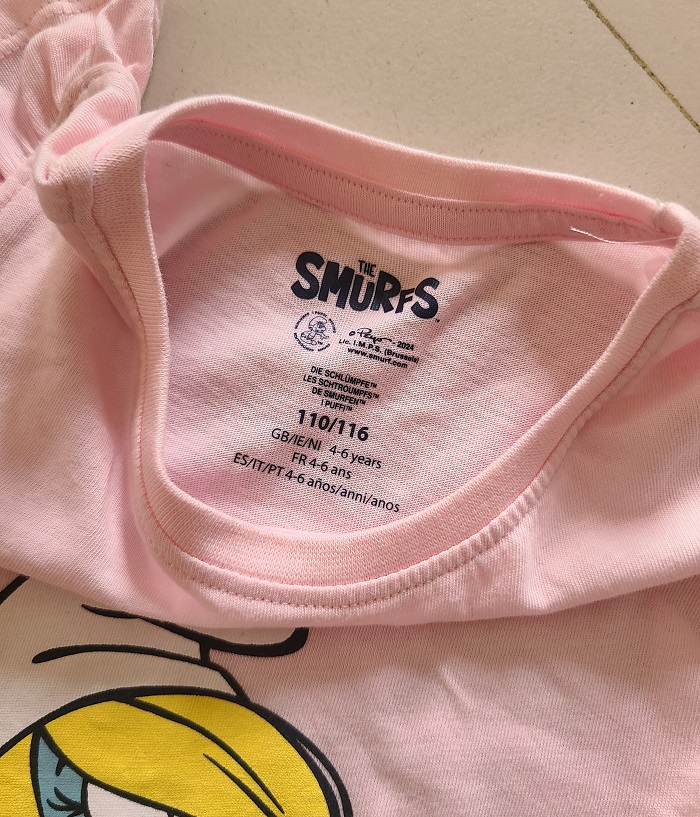 THE
SMURFS™
© Peyo - 2024
Lic. I.M.P.S. (Brussels)
www.smurf.com
DIE SCHLÜMPFE™
LES SCHTROUMPFS™
DE SMURFEN™
I PUFFI™
110/116
GB/IE/NI 4-6 years
FR 4-6 ans
ES/IT/PT 4-6 años/anni/anos